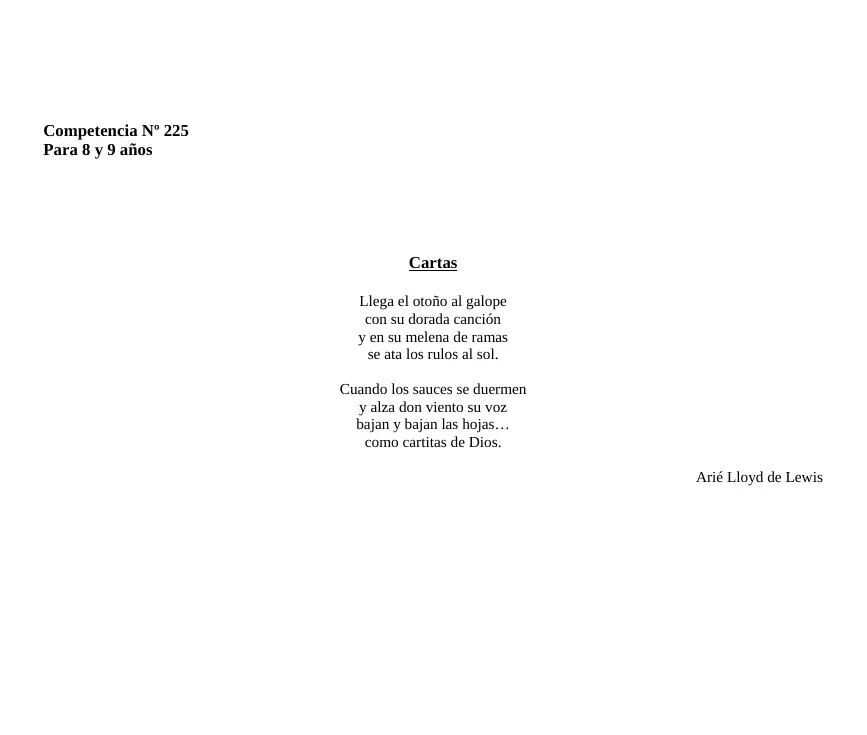 Competencia Nº 225
Para 8 y 9 años
Cartas
Llega el otoño al galope
con su dorada canción
y en su melena de ramas
se ata los rulos al sol.
Cuando los sauces se duermen
y alza don viento su voz
bajan y bajan las hojas…
como cartitas de Dios.
Arié Lloyd de Lewis